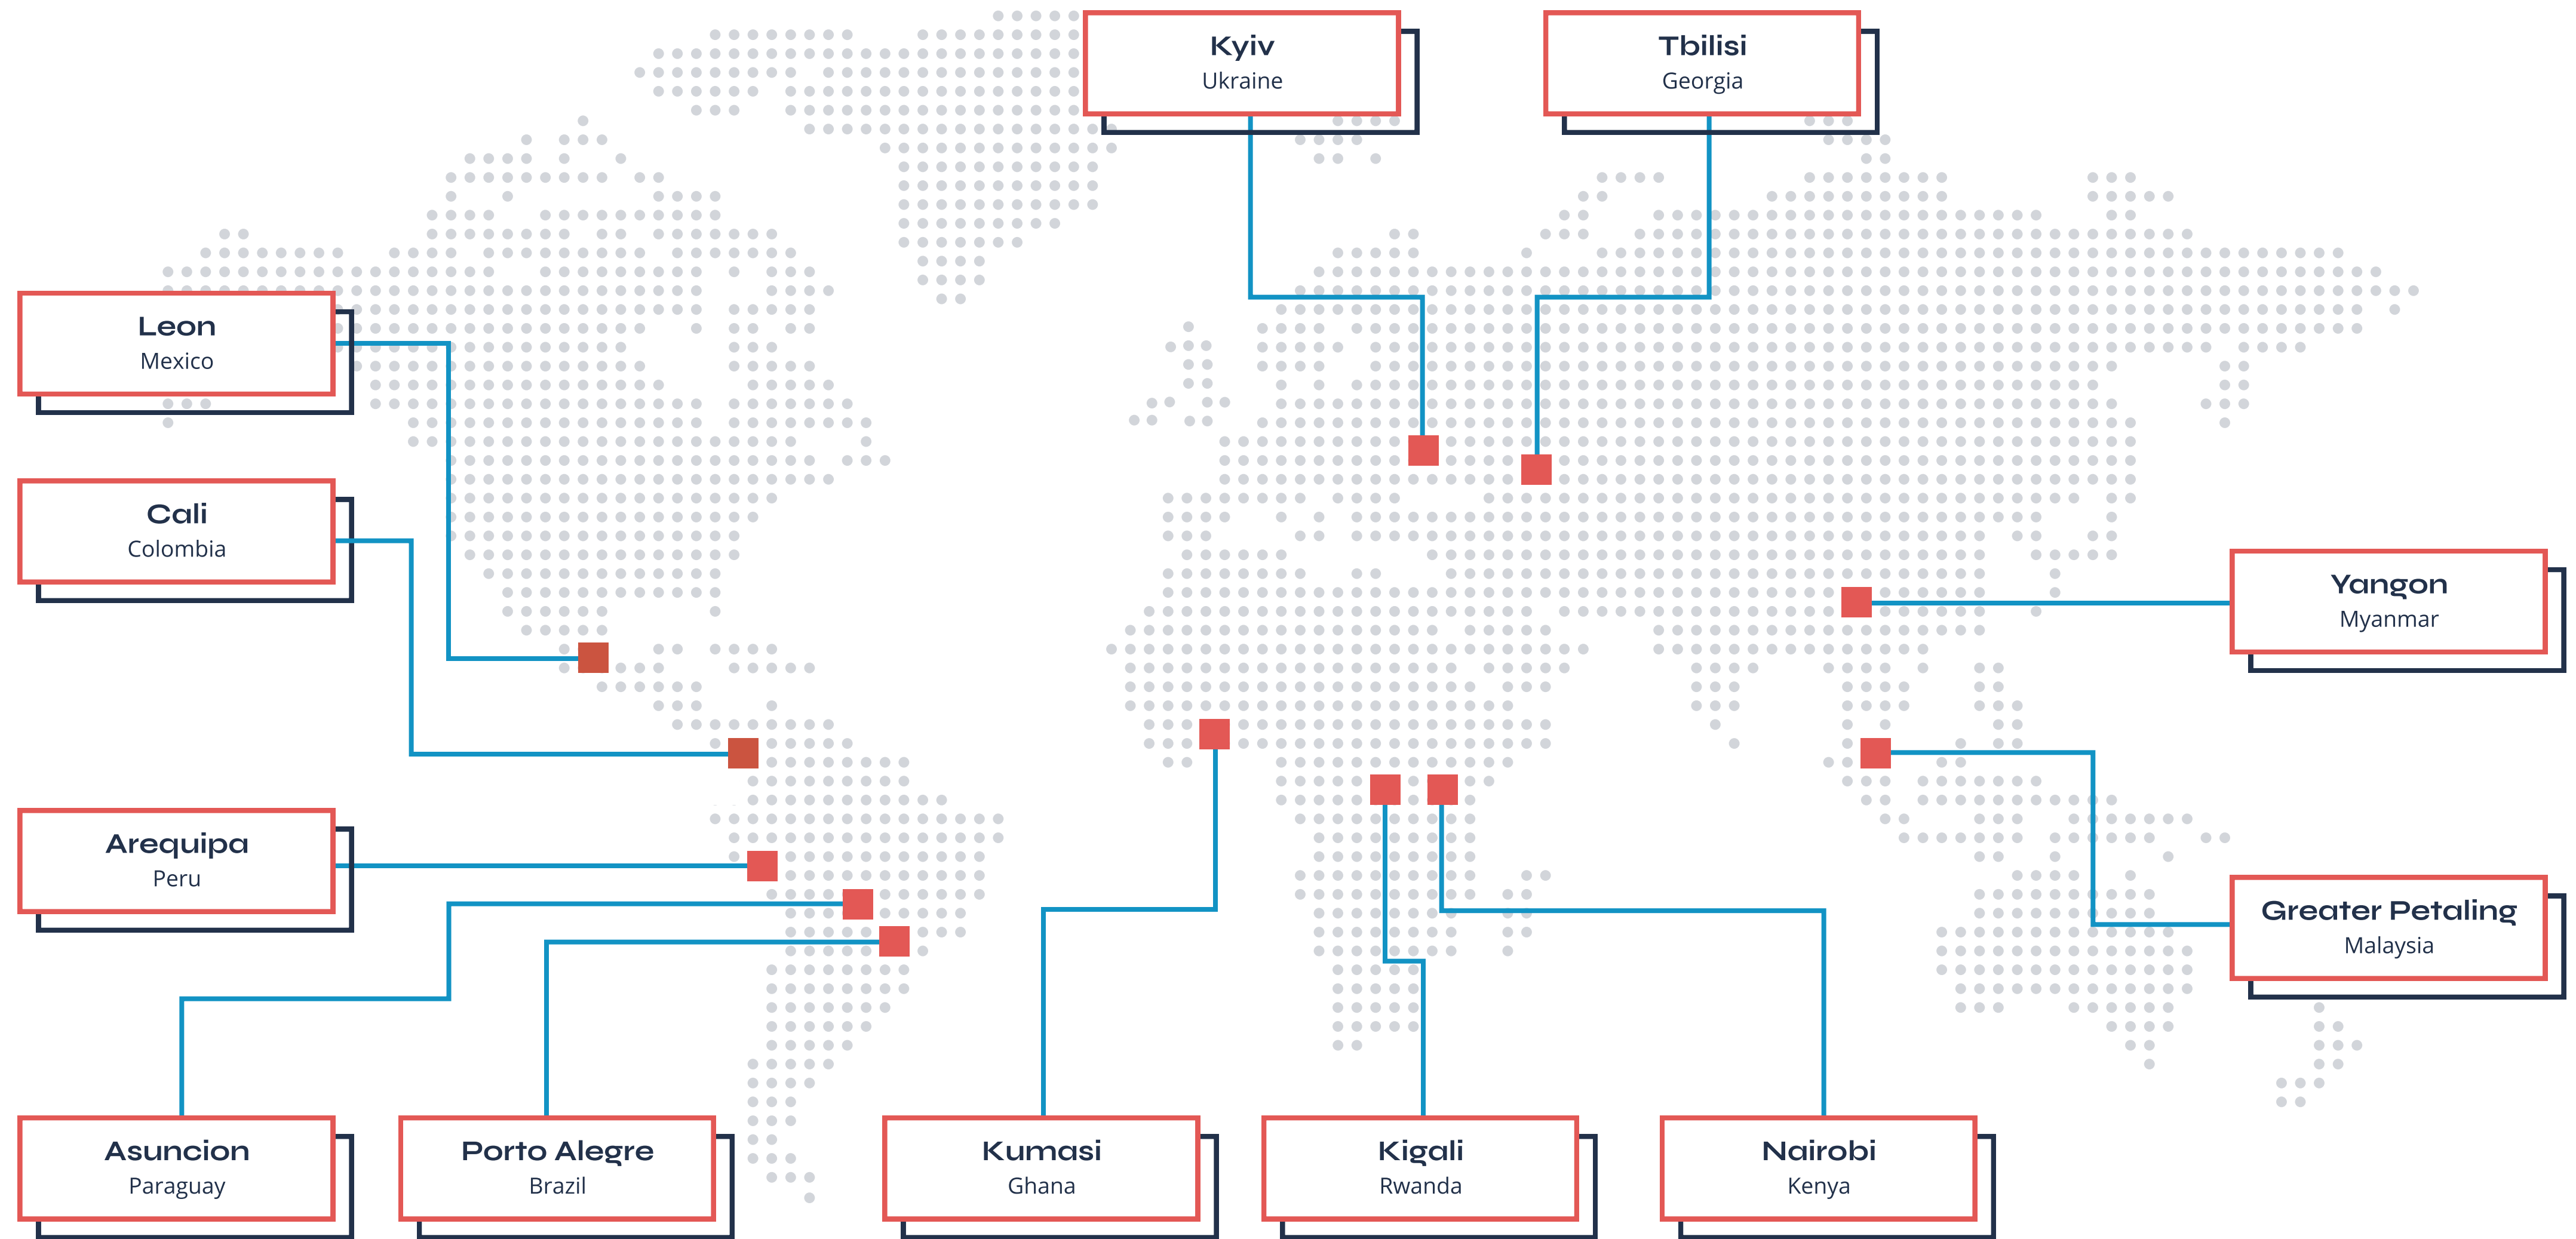 Kyiv
Ukraine
Tbilisi
Georgia
Leon
Mexico
Cali
Colombia
Yangon
Myanmar
Arequipa
Peru
Greater Petaling
Malaysia
Asuncion
Paraguay
Porto Alegre
Brazil
Kumasi
Ghana
Kigali
Rwanda
Nairobi
Kenya